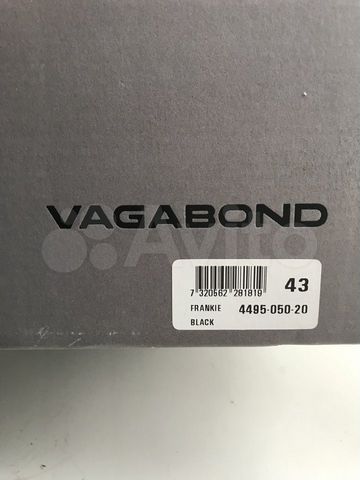 VAGABOND
Avito
7 320562 281819
43
FRANKIE 4495-050-20
BLACK